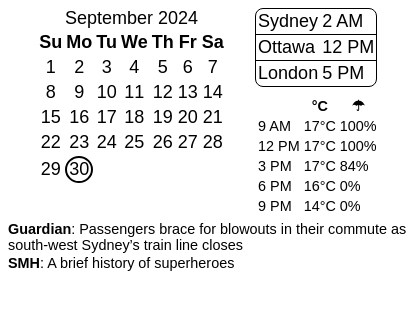 September 2024
Su Mo Tu We Th Fr Sa
1 2 3 4 5 6 7
8 9 10 11 12 13 14
15 16 17 18 19 20 21
22 23 24 25 26 27 28
29 30
Sydney 2 AM
Ottawa 12 PM
London 5 PM
°C ☂
9 AM 17°C 100%
12 PM 17°C 100%
3 PM 17°C 84%
6 PM 16°C 0%
9 PM 14°C 0%
Guardian: Passengers brace for blowouts in their commute as
south-west Sydney’s train line closes
SMH: A brief history of superheroes